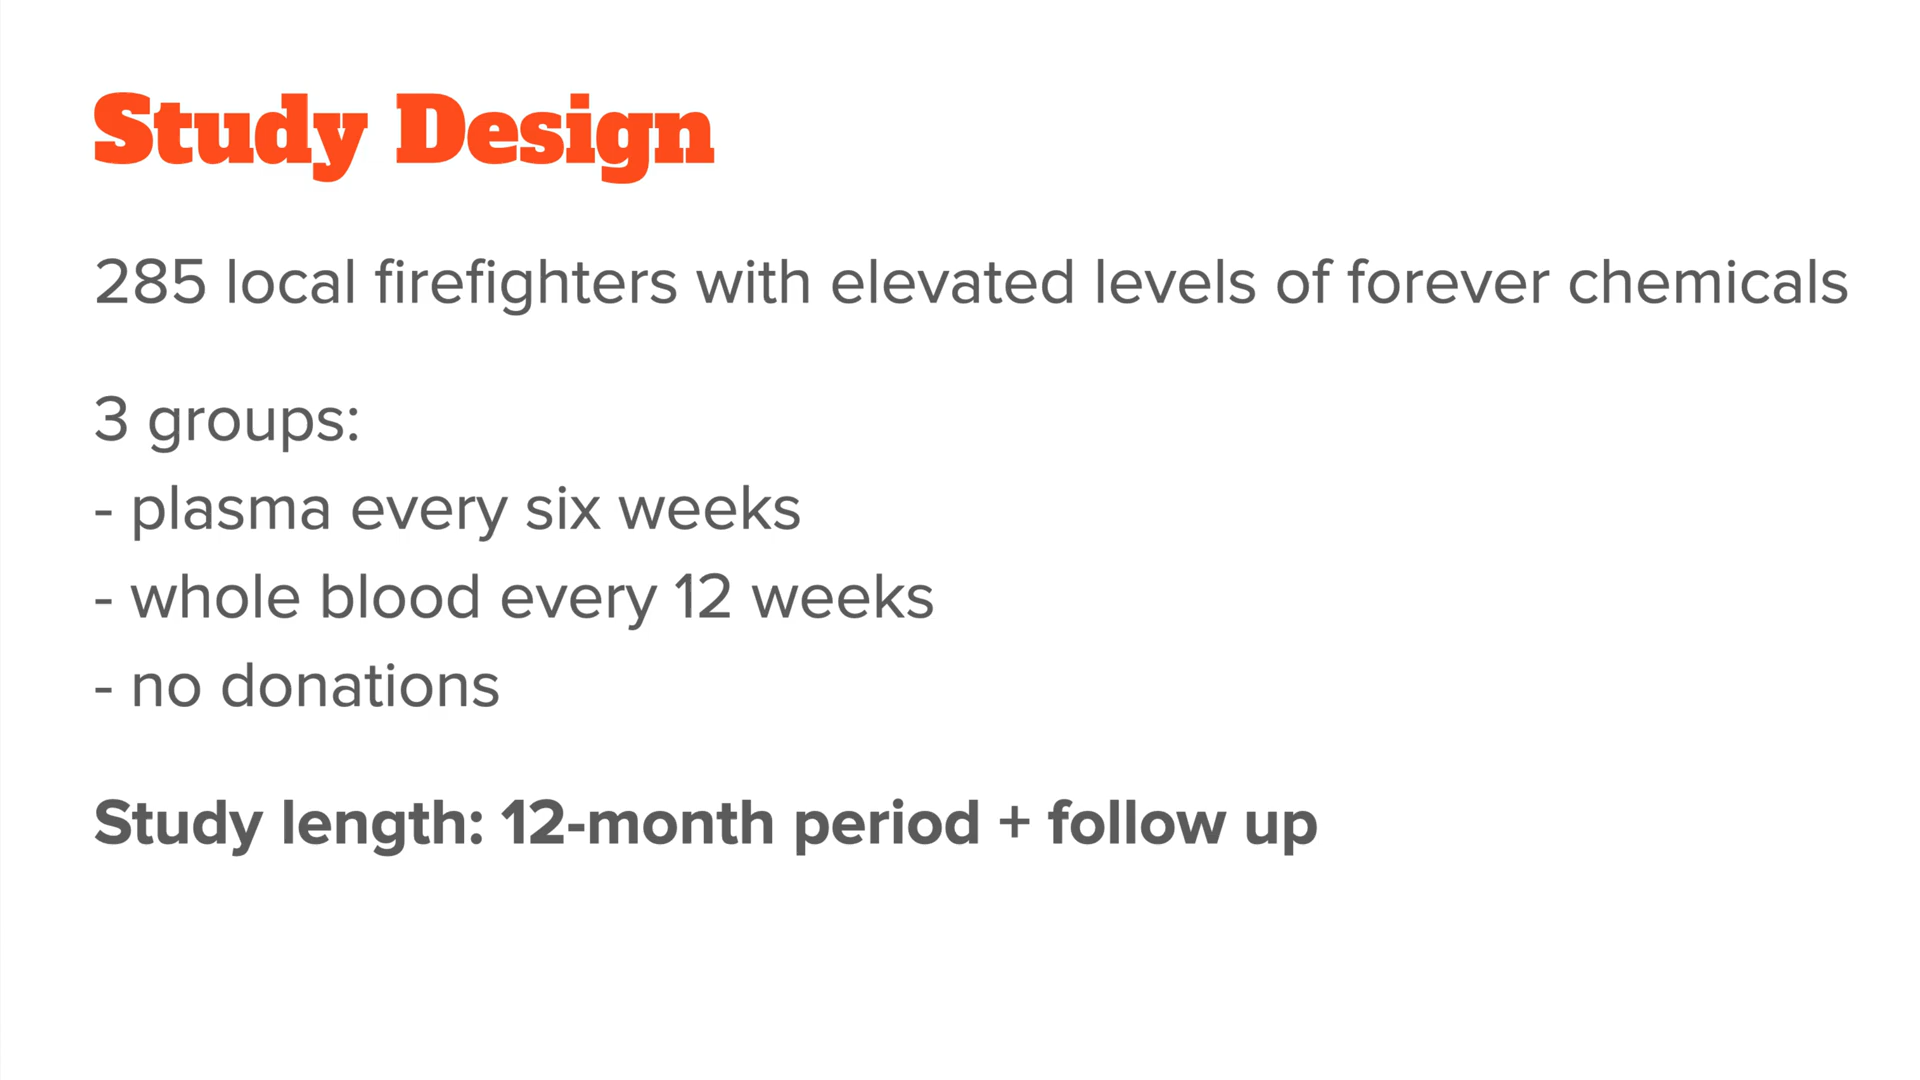 Study Design
285 local firefighters with elevated levels of forever chemicals
3 groups:
- plasma every six weeks
- whole blood every 12 weeks
- no donations
Study length: 12-month period + follow up